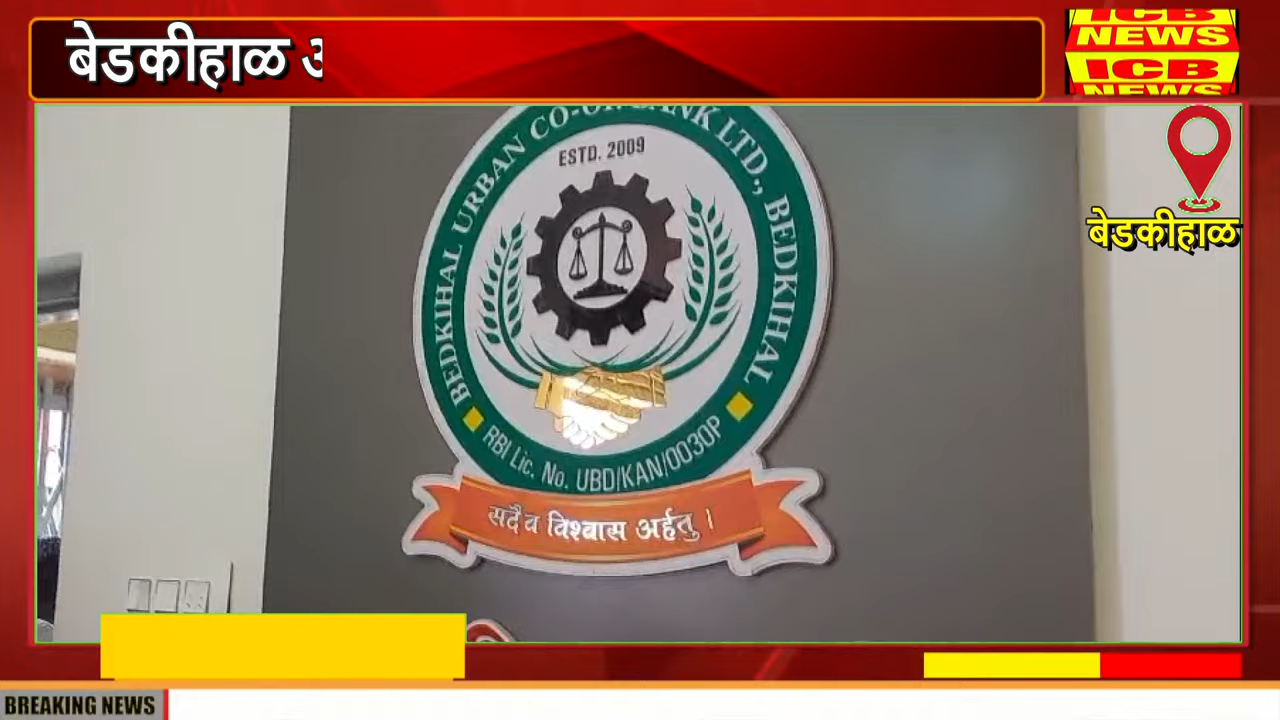 बेडकीहाळ
ICB
NEWS
ICB
NEWS
बेडकीहाळ
BEDKIHAL URBAN CO-OP. BANK LTD., BEDKIHAL
ESTD. 2009
RBI Lic. No. UBD/KAN/0030P
सदैव विश्वास अर्हतु ।
BREAKING NEWS